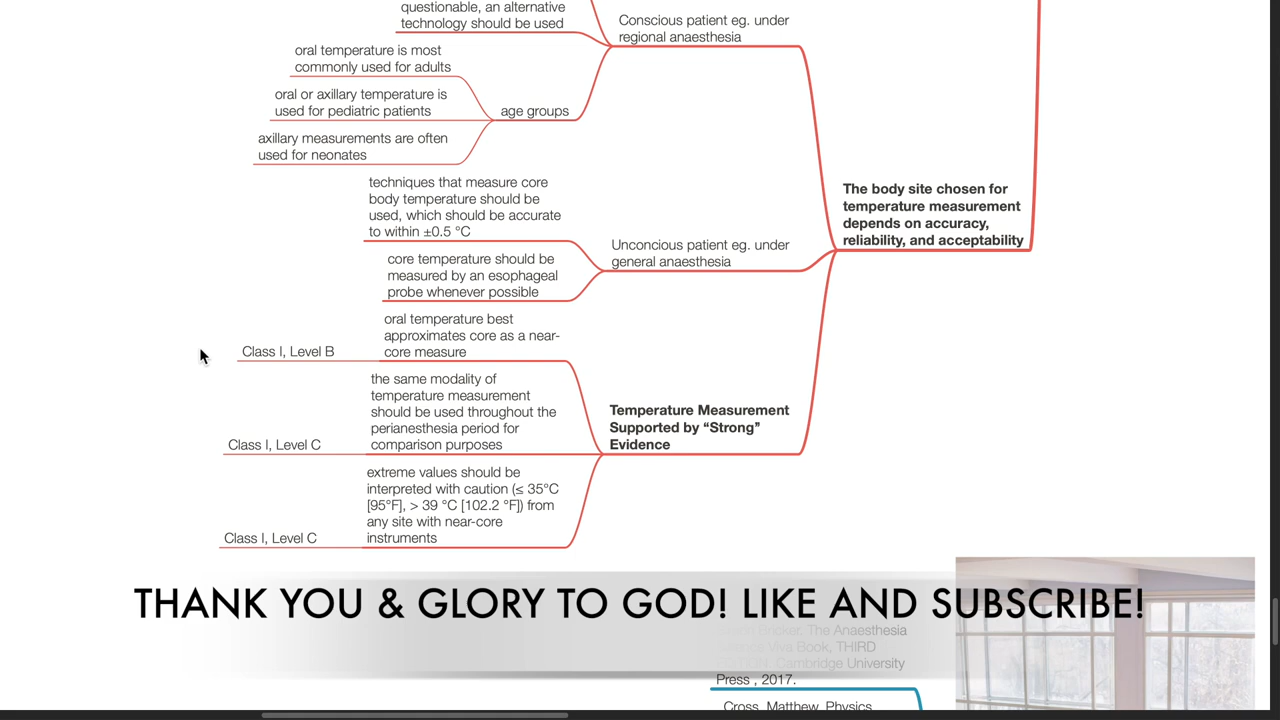 questionable, an alternative
technology should be used
Conscious patient eg. under
regional anaesthesia
oral temperature is most
commonly used for adults
oral or axillary temperature is
used for pediatric patients
age groups
axillary measurements are often
used for neonates
techniques that measure core
body temperature should be
used, which should be accurate
to within ±0.5 °C
The body site chosen for
temperature measurement
depends on accuracy,
reliability, and acceptability
Unconcious patient eg. under
general anaesthesia
core temperature should be
measured by an esophageal
probe whenever possible
oral temperature best
approximates core as a near-
core measure
Class I, Level B
the same modality of
temperature measurement
should be used throughout the
perianesthesia period for
comparison purposes
Class I, Level C
Temperature Measurement
Supported by “Strong”
Evidence
extreme values should be
interpreted with caution (≤ 35°C
[95°F], > 39 °C [102.2 °F]) from
any site with near-core
instruments
Class I, Level C
THANK YOU & GLORY TO GOD! LIKE AND SUBSCRIBE!
The Anaesthesia
Viva Book, THIRD
Cambridge University
Press , 2017.
Cross, Matthew. Physics